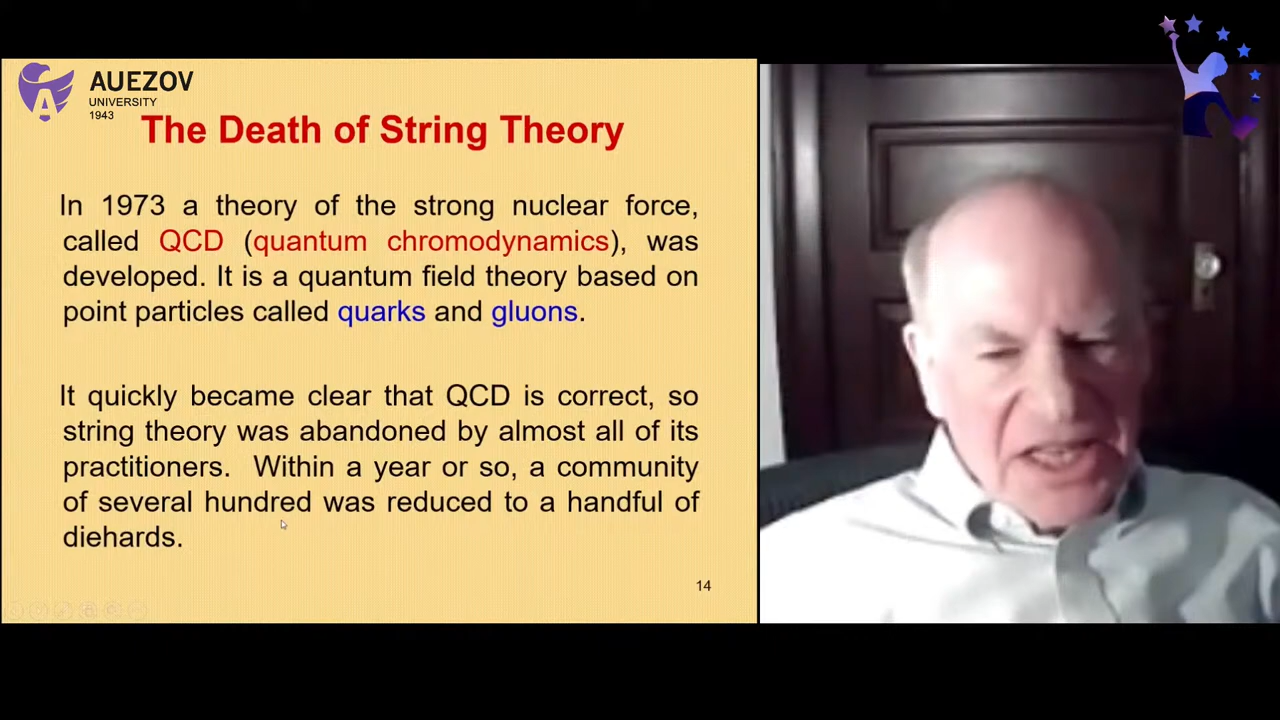 AUEZOV
UNIVERSITY
1943
The Death of String Theory
In 1973 a theory of the strong nuclear force,
called QCD (quantum chromodynamics), was
developed. It is a quantum field theory based on
point particles called quarks and gluons.
It quickly became clear that QCD is correct, so
string theory was abandoned by almost all of its
practitioners. Within a year or so, a community
of several hundred was reduced to a handful of
diehards.
14